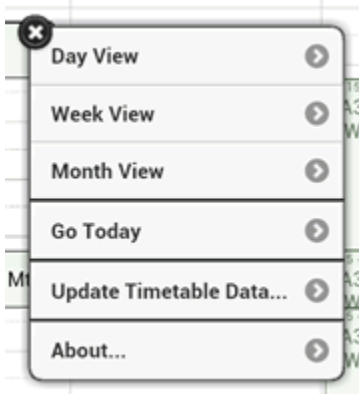 Day View
Week View
Month View
Go Today
Update Timetable Data...
About...